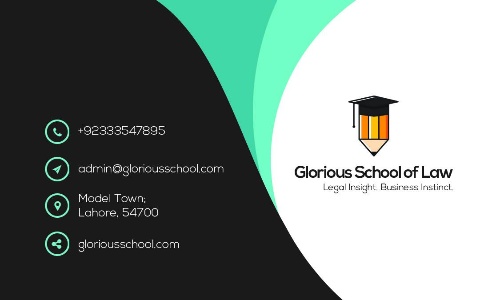 +92333547895
admin@gloriousschool.com
Model Town;
Lahore, 54700
gloriousschool.com
Glorious School of Law
Legal Insight. Business Instinct.